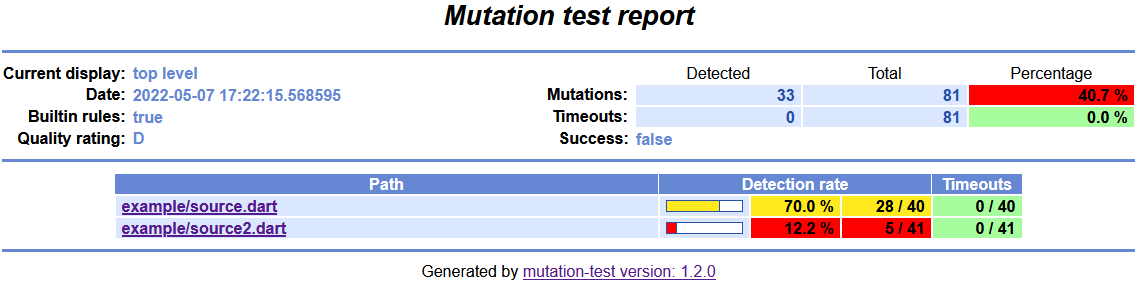 Mutation test report
Current display: top level Detected Total Percentage
Date: 2022-05-07 17:22:15.568595 Mutations: 33 81 40.7 %
Builtin rules: true Timeouts: 0 81 0.0 %
Quality rating: D Success: false
Path Detection rate Timeouts
example/source.dart 70.0 % 28 / 40 0 / 40
example/source2.dart 12.2 % 5 / 41 0 / 41
Generated by mutation-test version: 1.2.0